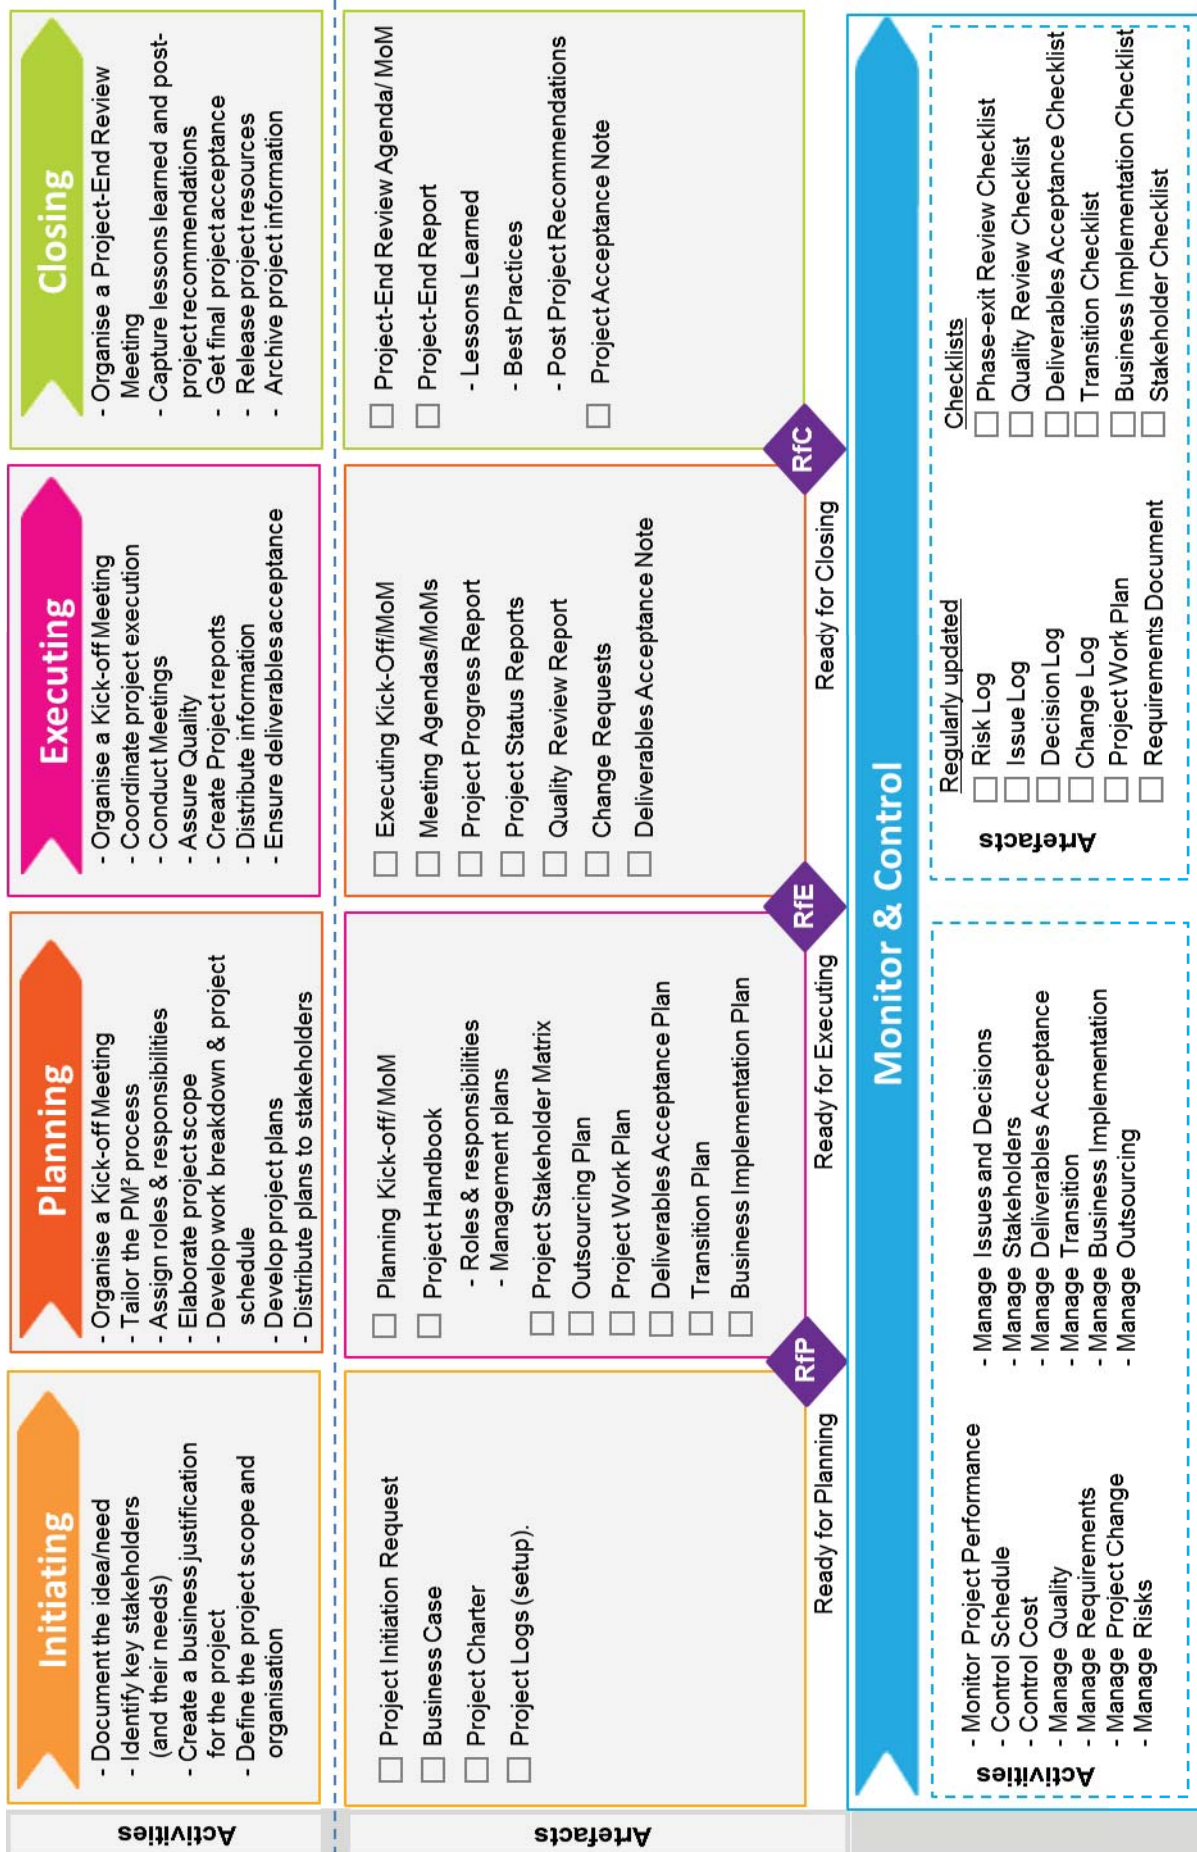 Activities
Initiating
- Document the idea/need
- Identify key stakeholders
(and their needs)
- Create a business justification
for the project
- Define the project scope and
organisation
Planning
- Organise a Kick-off Meeting
- Tailor the PM² process
- Assign roles & responsibilities
- Elaborate project scope
- Develop work breakdown & project
schedule
- Develop project plans
- Distribute plans to stakeholders
Executing
- Organise a Kick-off Meeting
- Coordinate project execution
- Conduct Meetings
- Assure Quality
- Create Project reports
- Distribute information
- Ensure deliverables acceptance
Closing
- Organise a Project-End Review
Meeting
- Capture lessons learned and post-
project recommendations
- Get final project acceptance
- Release project resources
- Archive project information
Artefacts
Project Initiation Request
Business Case
Project Charter
Project Logs (setup).
RfP
Ready for Planning
Planning Kick-off/ MoM
Project Handbook
- Roles & responsibilities
- Management plans
Project Stakeholder Matrix
Outsourcing Plan
Project Work Plan
Deliverables Acceptance Plan
Transition Plan
Business Implementation Plan
RfE
Ready for Executing
Executing Kick-Off/MoM
Meeting Agendas/MoMs
Project Progress Report
Project Status Reports
Quality Review Report
Change Requests
Deliverables Acceptance Note
RfC
Ready for Closing
Project-End Review Agenda/ MoM
Project-End Report
- Lessons Learned
- Best Practices
- Post Project Recommendations
Project Acceptance Note
Monitor & Control
Activities
- Monitor Project Performance
- Control Schedule
- Control Cost
- Manage Quality
- Manage Requirements
- Manage Project Change
- Manage Risks
- Manage Issues and Decisions
- Manage Stakeholders
- Manage Deliverables Acceptance
- Manage Transition
- Manage Business Implementation
- Manage Outsourcing
Artefacts
Regularly updated
Risk Log
Issue Log
Decision Log
Change Log
Project Work Plan
Requirements Document
Checklists
Phase-exit Review Checklist
Quality Review Checklist
Deliverables Acceptance Checklist
Transition Checklist
Business Implementation Checklist
Stakeholder Checklist